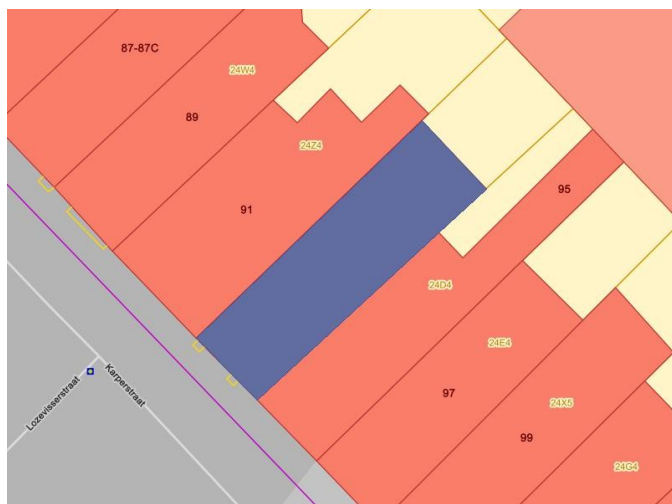 87-87C
24W4
89
24Z4
91
95
24D4
24E4
97
24X5
99
24G4
Lozevisserstraat
Karperstraat